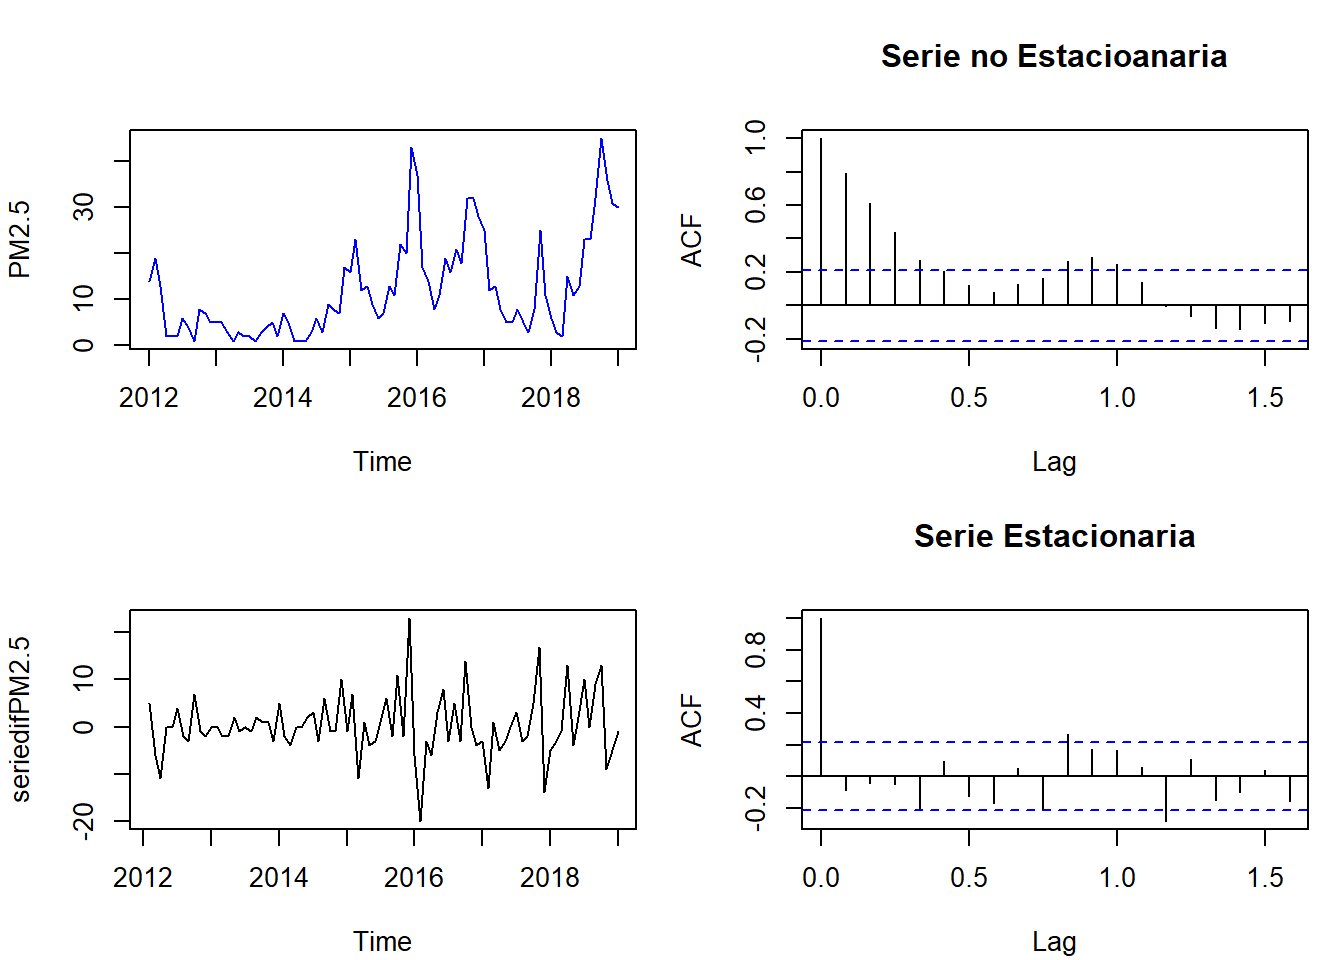 Serie no Estacioanaria
PM2.5
0 10 30
2012 2014 2016 2018
Time
ACF
-0.2 0.2 0.6 1.0
0.0 0.5 1.0 1.5
Lag
Serie Estacionaria
seriedifPM2.5
-20 0 10
2012 2014 2016 2018
Time
ACF
-0.2 0.4 0.8
0.0 0.5 1.0 1.5
Lag